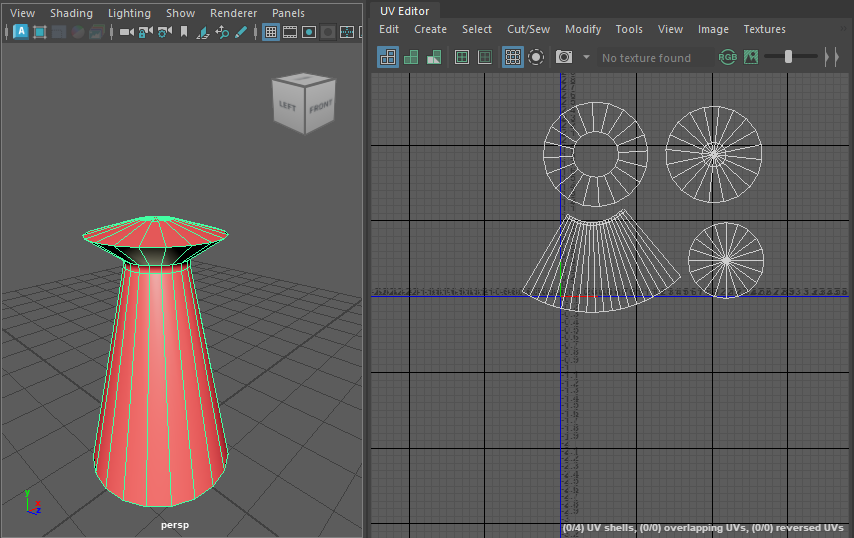 View Shading Lighting Show Renderer Panels
UV Editor
Edit Create Select Cut/Sew Modify Tools View Image Textures
A
No texture found
RGB
LEFT FRONT
y
z
persp
(0/4) UV shells, (0/0) overlapping UVs, (0/0) reversed UVs